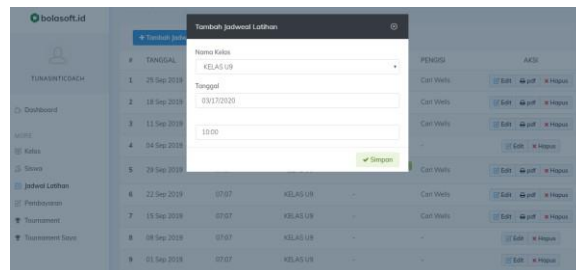 bolasoft.id
TUNASINTICOACH
Dashboard
MORE
Kelas
Siswa
Jadwal Latihan
Pembayaran
Tournament
Tournament Saya
+ Tambah Jadw
Tambah Jadwal Latihan
Nama Kelas
KELAS U9
Tanggal
03/17/2020
10:00
Simpan
# TANGGAL PENGISI AKSI
1 25 Sep 2019 Carl Wells Edit pdf Hapus
2 18 Sep 2019 Carl Wells Edit pdf Hapus
3 11 Sep 2019 Carl Wells Edit pdf Hapus
4 04 Sep 2019 - Edit Hapus
5 29 Sep 2019 Carl Wells Edit pdf Hapus
6 22 Sep 2019 07:07 KELAS U9 - Carl Wells Edit pdf Hapus
7 15 Sep 2019 07:07 KELAS U9 - Carl Wells Edit pdf Hapus
8 08 Sep 2019 07:07 KELAS U9 - - Edit Hapus
9 01 Sep 2019 07:07 KELAS U9 - - Edit Hapus